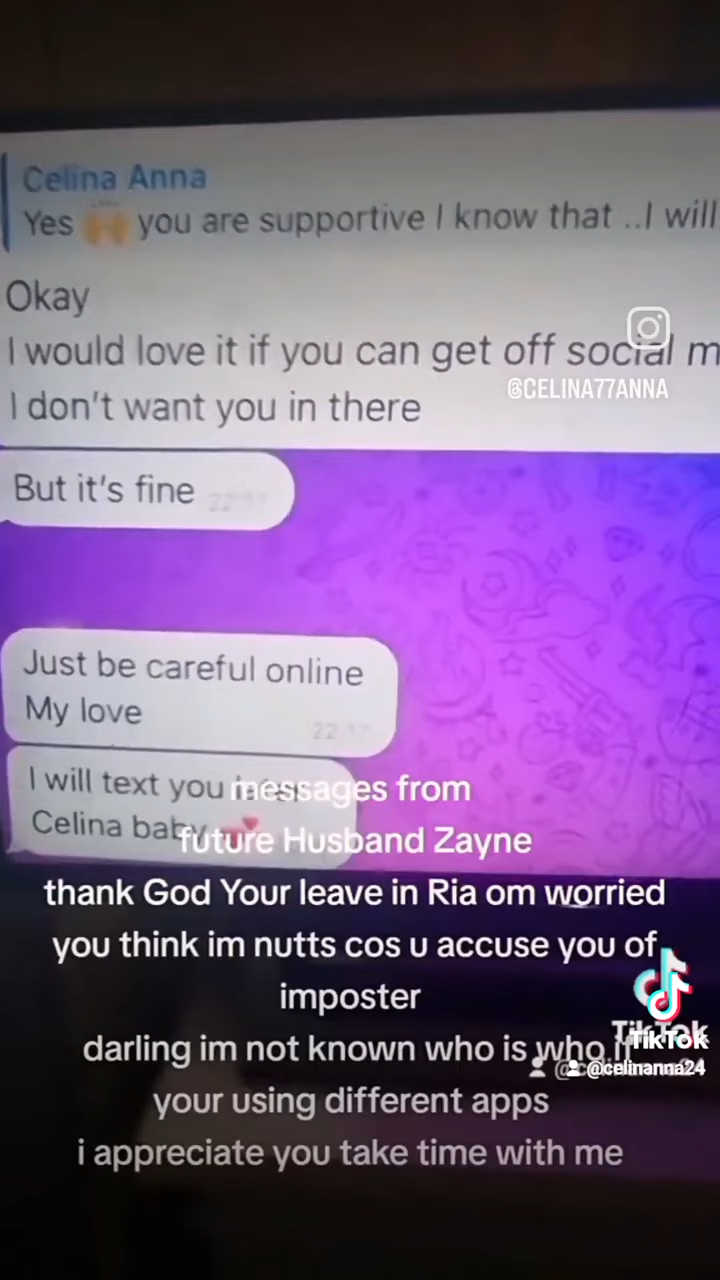 Celina Anna
Yes 🙌 you are supportive I know that ..I will
Okay
I would love it if you can get off social m
@CELINA77ANNA
I don't want you in there
But it's fine
Just be careful online
My love
I will text you
Celina baby
messages from
future Husband Zayne
thank God Your leave in Ria om worried
you think im nutts cos u accuse you of
imposter
darling im not known who is who if
TikTok
@celinanna24
your using different apps
i appreciate you take time with me